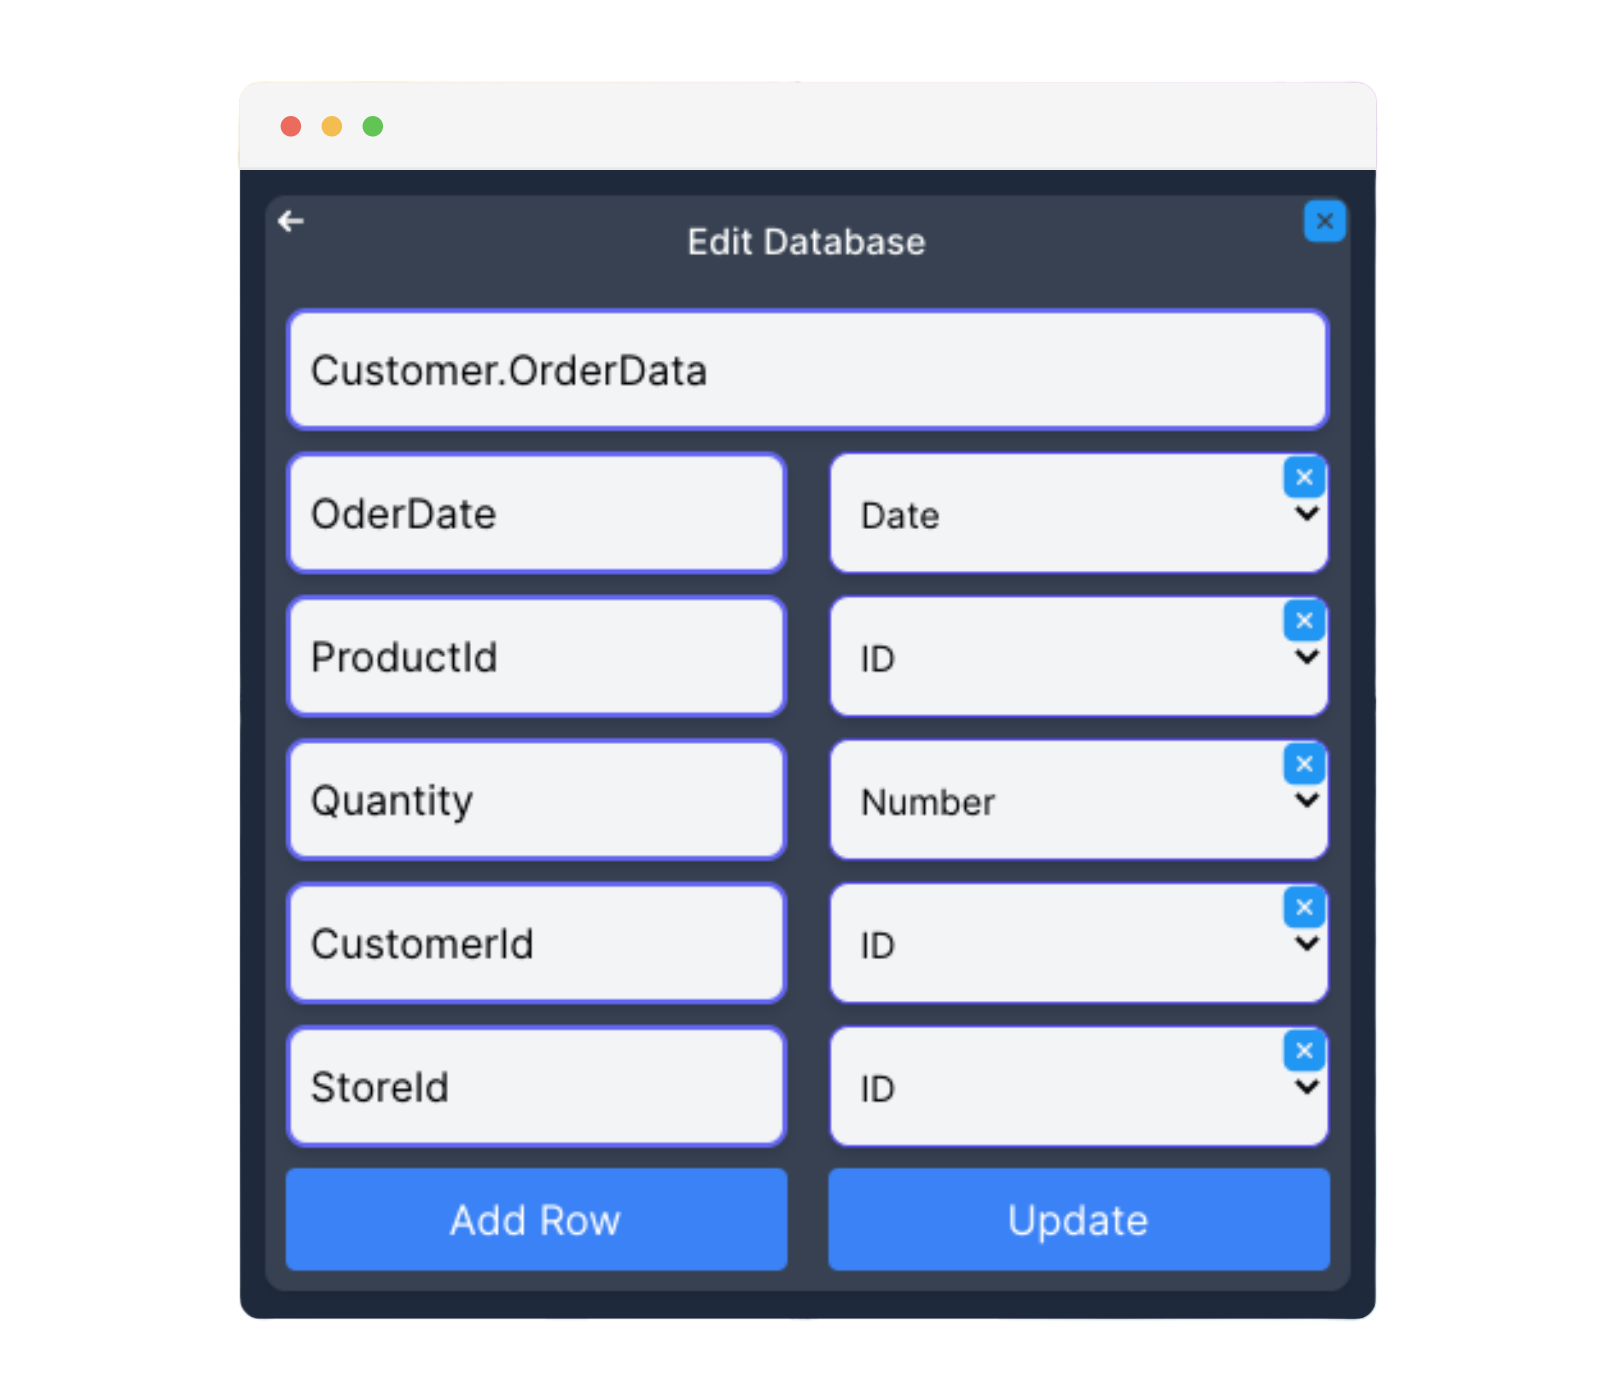 Edit Database
Customer.OrderData
OderDate
Date
ProductId
ID
Quantity
Number
CustomerId
ID
StoreId
ID
Add Row
Update